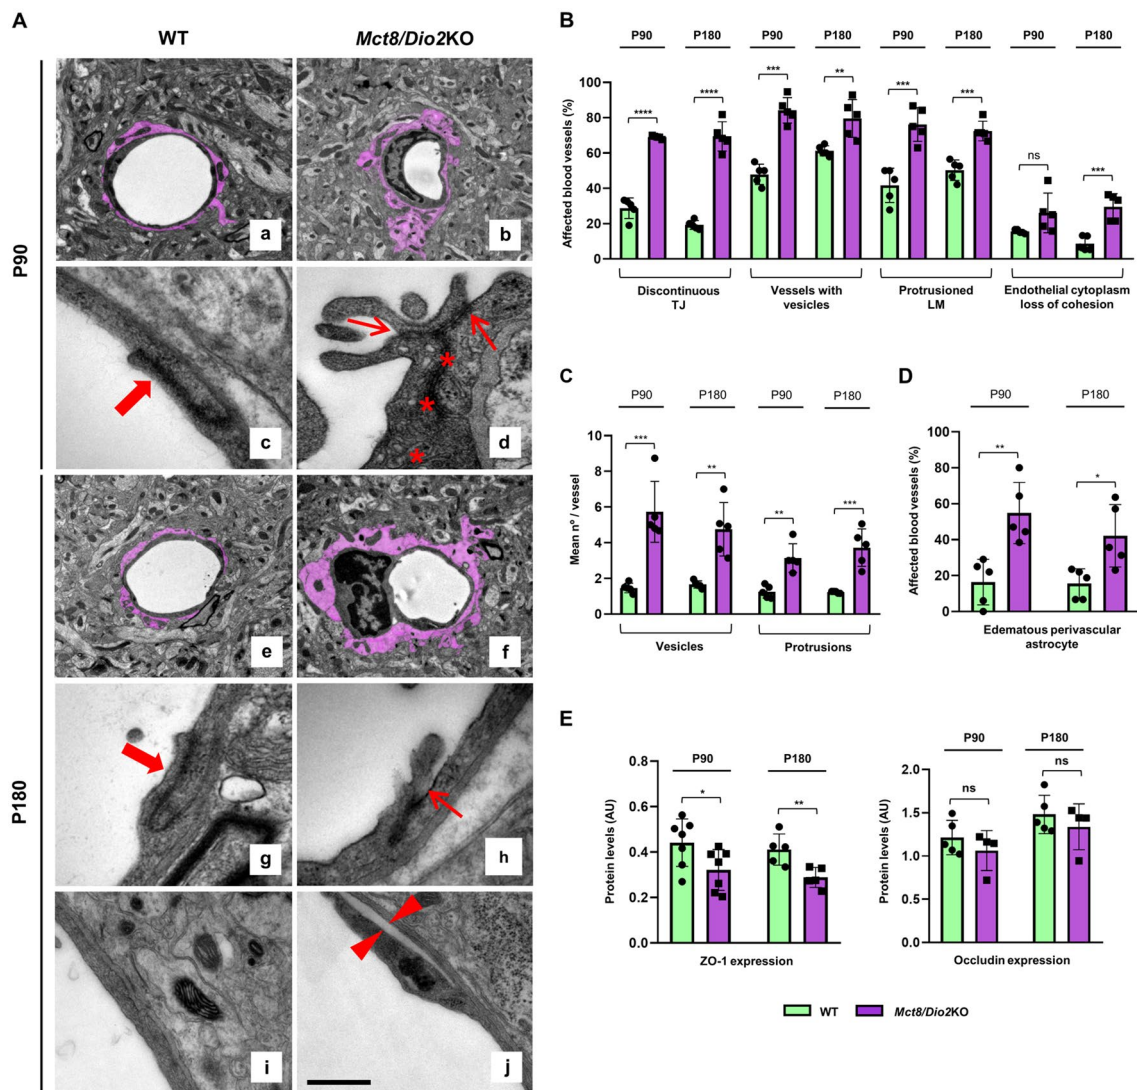 A
WT
Mct8/Dio2KO
P90
a
b
c
d
* * *
P180
e
f
g
h
i
j
B
P90 P180 P90 P180 P90 P180 P90 P180
Affected blood vessels (%)
100
80
60
40
20
0
**** **** *** ** *** *** ns ***
Discontinuous
TJ
Vessels with
vesicles
Protrusioned
LM
Endothelial cytoplasm
loss of cohesion
C
P90 P180 P90 P180
Mean nº / vessel
10
8
6
4
2
0
*** ** ** ***
Vesicles
Protrusions
D
P90 P180
Affected blood vessels (%)
100
80
60
40
20
0
** *
Edematous perivascular
astrocyte
E
P90 P180
Protein levels (AU)
0.8
0.6
0.4
0.2
0.0
* **
ZO-1 expression
P90 P180
Protein levels (AU)
2.0
1.5
1.0
0.5
0.0
ns ns
Occludin expression
WT
Mct8/Dio2KO